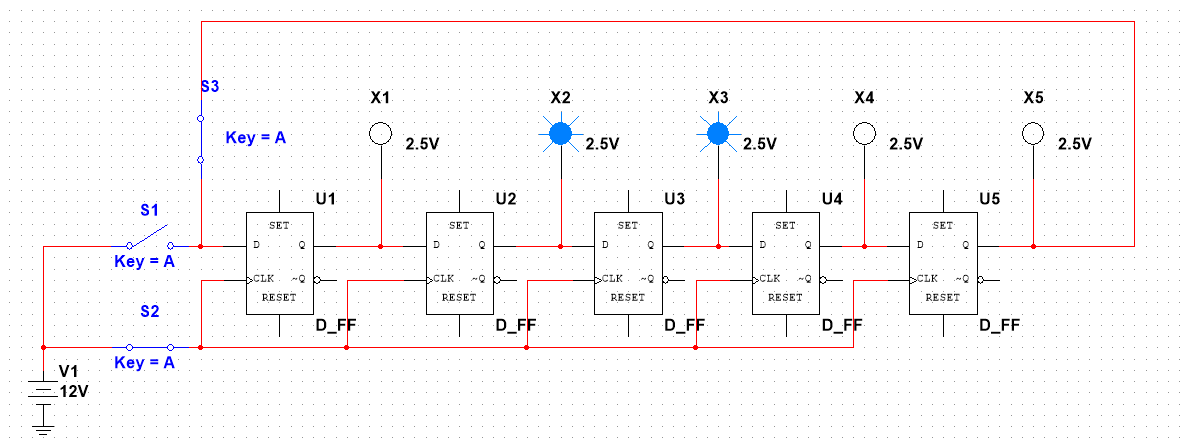 S3
Key = A
X1
X2
X3
X4
X5
2.5V
2.5V
2.5V
2.5V
2.5V
S1
Key = A
U1
U2
U3
U4
U5
SET
SET
SET
SET
SET
D Q
D Q
D Q
D Q
D Q
CLK ~Q
CLK ~Q
CLK ~Q
CLK ~Q
CLK ~Q
RESET
RESET
RESET
RESET
RESET
D_FF
D_FF
D_FF
D_FF
D_FF
S2
Key = A
V1
12V